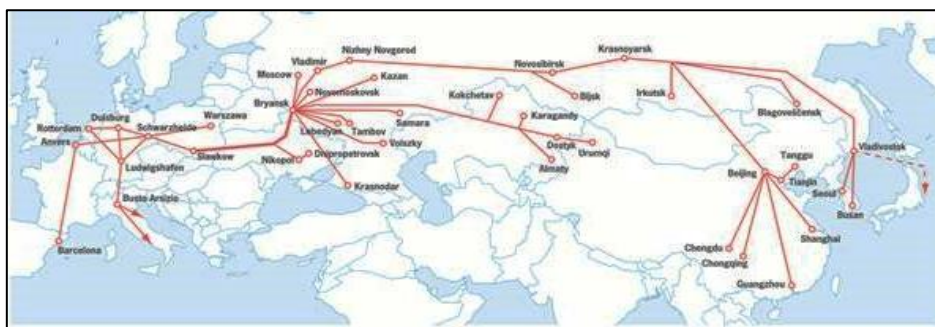 Nizhny Novgorod
Krasnoyarsk
Vladimir
Novosibirsk
Moscow
Kazan
Novomoskovsk
Kokchetav
Bijsk
Irkutsk
Bryansk
Blagoveščensk
Karagandy
Warszawa
Duisburg
Samara
Schwarzheide
Rotterdam
Lebedyan
Tambov
Anvers
Volszky
Dostyk
Urumqi
Vladivostok
Slawkow
Dnipropetrovsk
Nikopol
Tanggu
Ludwigshafen
Almaty
Beijing
Tianjin
Krasnodar
Seoul
Busto Arsizio
Busan
Shanghai
Barcelona
Chengdu
Chongqing
Guangzhou